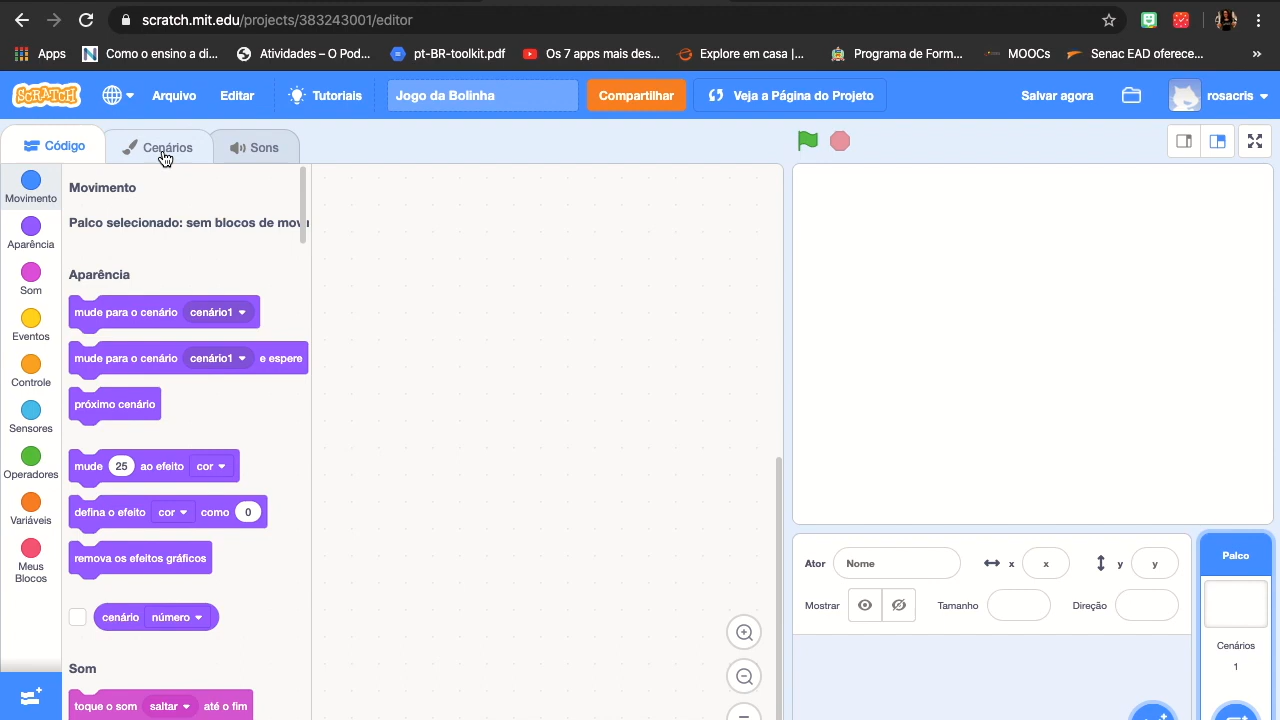 scratch.mit.edu/projects/383243001/editor
Apps
Como o ensino a di...
Atividades – O Pod...
pt-BR-toolkit.pdf
Os 7 apps mais des...
Explore em casa |...
Programa de Form...
MOOCs
Senac EAD oferece...
»
SCRATCH
Arquivo
Editar
Tutoriais
Jogo da Bolinha
Compartilhar
Veja a Página do Projeto
Salvar agora
rosacris
Código
Cenários
Sons
Movimento
Aparência
Som
Eventos
Controle
Sensores
Operadores
Variáveis
Meus
Blocos
Movimento
Palco selecionado: sem blocos de mov
Aparência
mude para o cenário cenário1
mude para o cenário cenário1 e espere
próximo cenário
mude 25 ao efeito cor
defina o efeito cor como 0
remova os efeitos gráficos
cenário número
Som
toque o som saltar até o fim
Ator Nome x x y y
Mostrar Tamanho Direção
Palco
Cenários
1